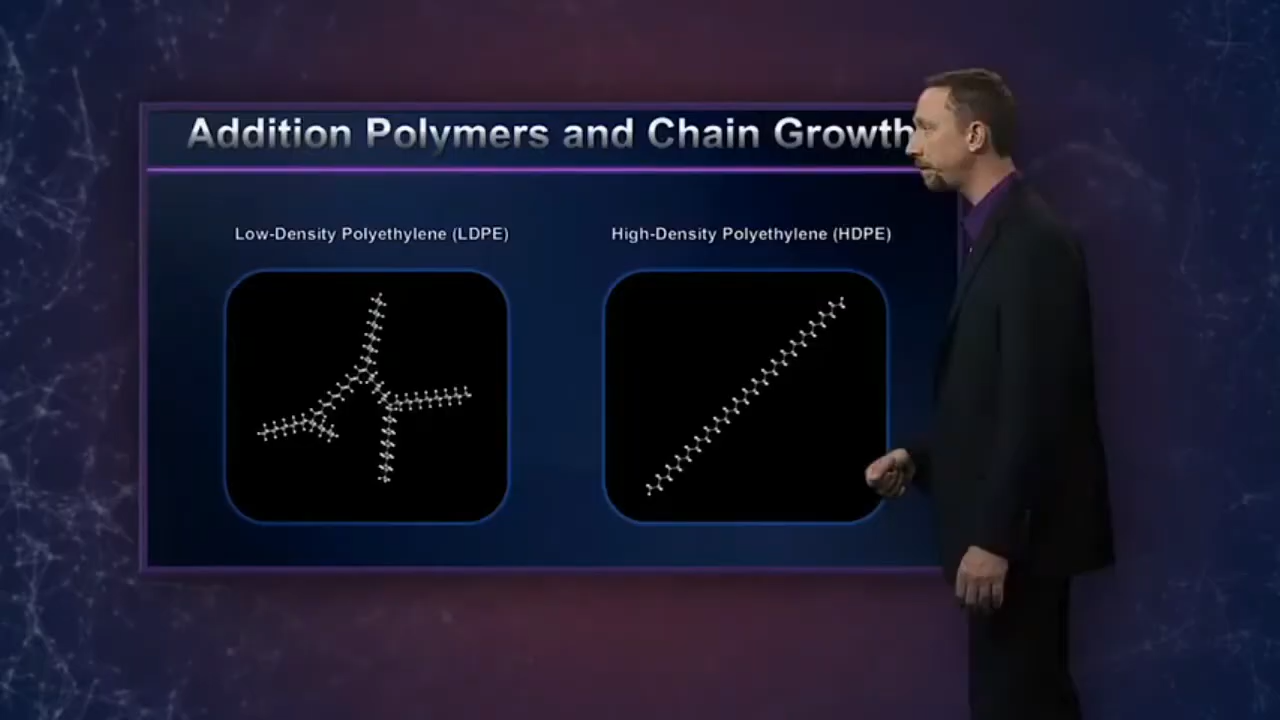 Addition Polymers and Chain Growth
Low-Density Polyethylene (LDPE)
High-Density Polyethylene (HDPE)